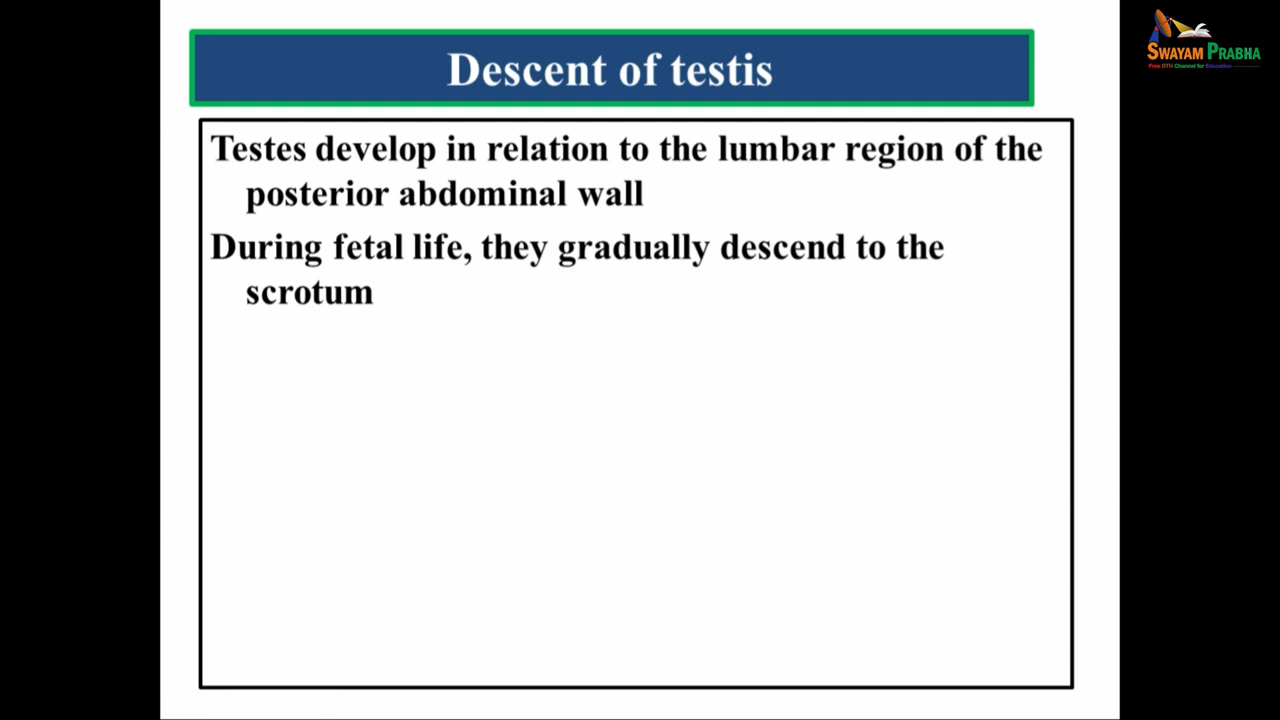 SWAYAM PRABHA
Free DTH Channel for Education
Descent of testis
Testes develop in relation to the lumbar region of the
posterior abdominal wall
During fetal life, they gradually descend to the
scrotum